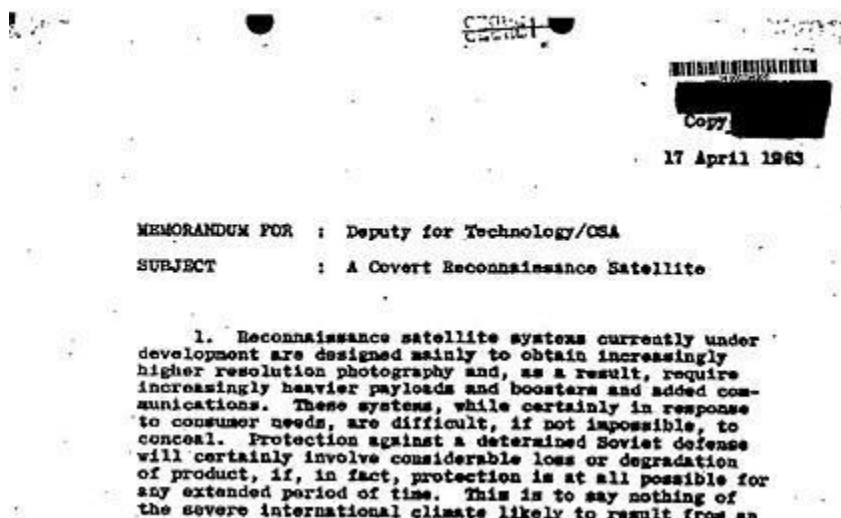 Copy
17 April 1963
MEMORANDUM FOR : Deputy for Technology/OSA
SUBJECT : A Covert Reconnaissance Satellite
1. Reconnaissance satellite systems currently under
development are designed mainly to obtain increasingly
higher resolution photography and, as a result, require
increasingly heavier payloads and boosters and added com-
munications. These systems, while certainly in response
to consumer needs, are difficult, if not impossible, to
conceal. Protection against a determined Soviet defense
will certainly involve considerable loss or degradation
of product, if, in fact, protection is at all possible for
any extended period of time. This is to say nothing of
the severe international climate likely to result from an